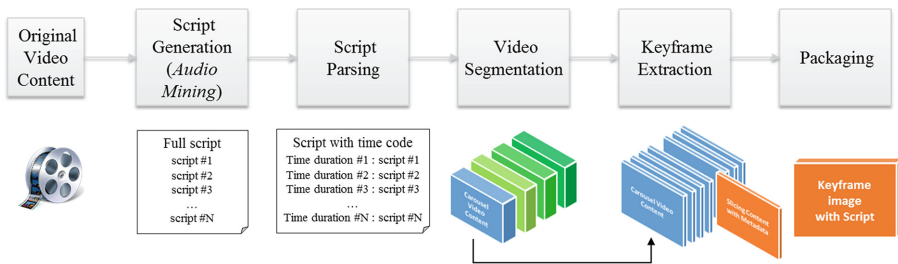 Original
Video
Content
Script
Generation
(Audio
Mining)
Script
Parsing
Video
Segmentation
Keyframe
Extraction
Packaging
Full script
script #1
script #2
script #3
...
script #N
Script with time code
Time duration #1 : script #1
Time duration #2 : script #2
Time duration #3 : script #3
...
Time duration #N : script #N
Carousel
Video
Content
Carousel Video
Content
Slicing Content
with Metadata
Keyframe
image
with Script